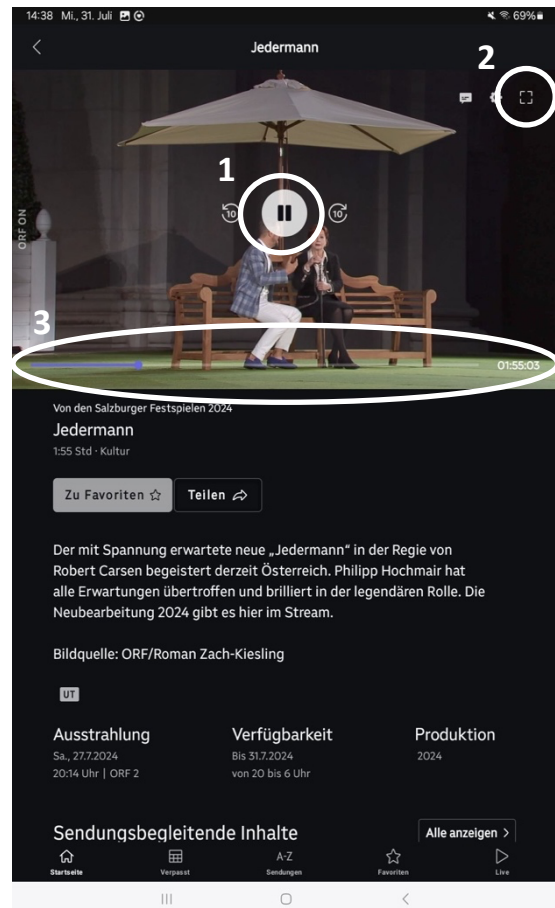 14:38 Mi., 31. Juli 69%
Jedermann
2
1
10 10
ORF ON
3
01:55:03
Von den Salzburger Festspielen 2024
Jedermann
1:55 Std · Kultur
Zu Favoriten Teilen
Der mit Spannung erwartete neue „Jedermann“ in der Regie von
Robert Carsen begeistert derzeit Österreich. Philipp Hochmair hat
alle Erwartungen übertroffen und brilliert in der legendären Rolle. Die
Neubearbeitung 2024 gibt es hier im Stream.
Bildquelle: ORF/Roman Zach-Kiesling
UT
Ausstrahlung Verfügbarkeit Produktion
Sa., 27.7.2024 Bis 31.7.2024 2024
20:14 Uhr | ORF 2 von 20 bis 6 Uhr
Sendungsbegleitende Inhalte Alle anzeigen >
A-Z
Startseite Verpasst Sendungen Favoriten Live